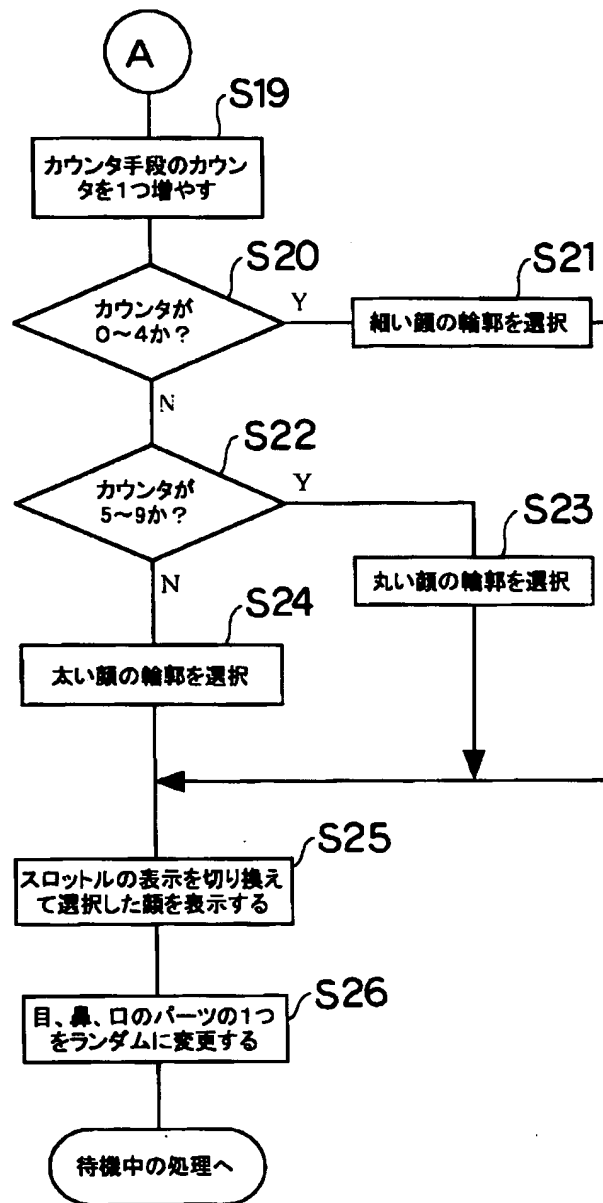 A
S19
カウンタ手段のカウン
タを1つ増やす
S20
カウンタが
0～4か？
Y
S21
細い顔の輪郭を選択
N
S22
カウンタが
5～9か？
Y
S23
丸い顔の輪郭を選択
N
S24
太い顔の輪郭を選択
S25
スロットルの表示を切り換え
て選択した顔を表示する
S26
目、鼻、口のパーツの1つ
をランダムに変更する
待機中の処理へ